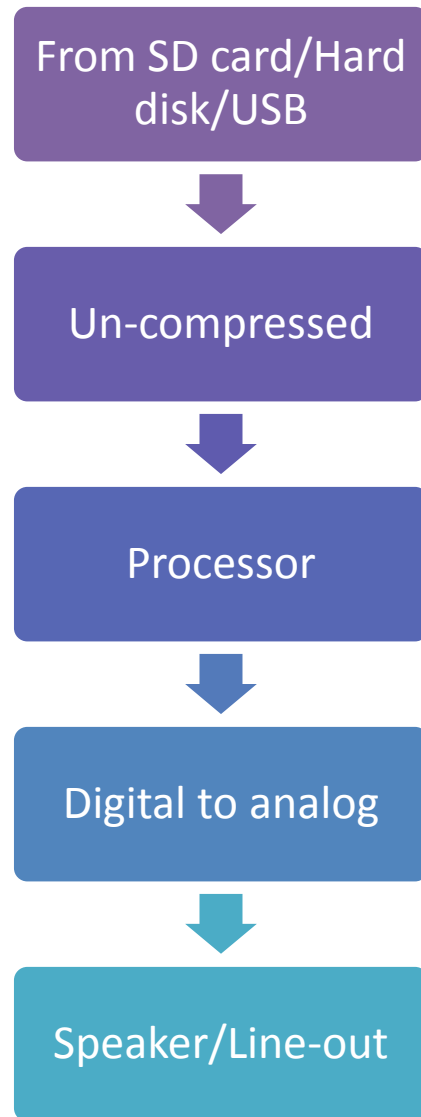 From SD card/Hard
disk/USB
Un-compressed
Processor
Digital to analog
Speaker/Line-out